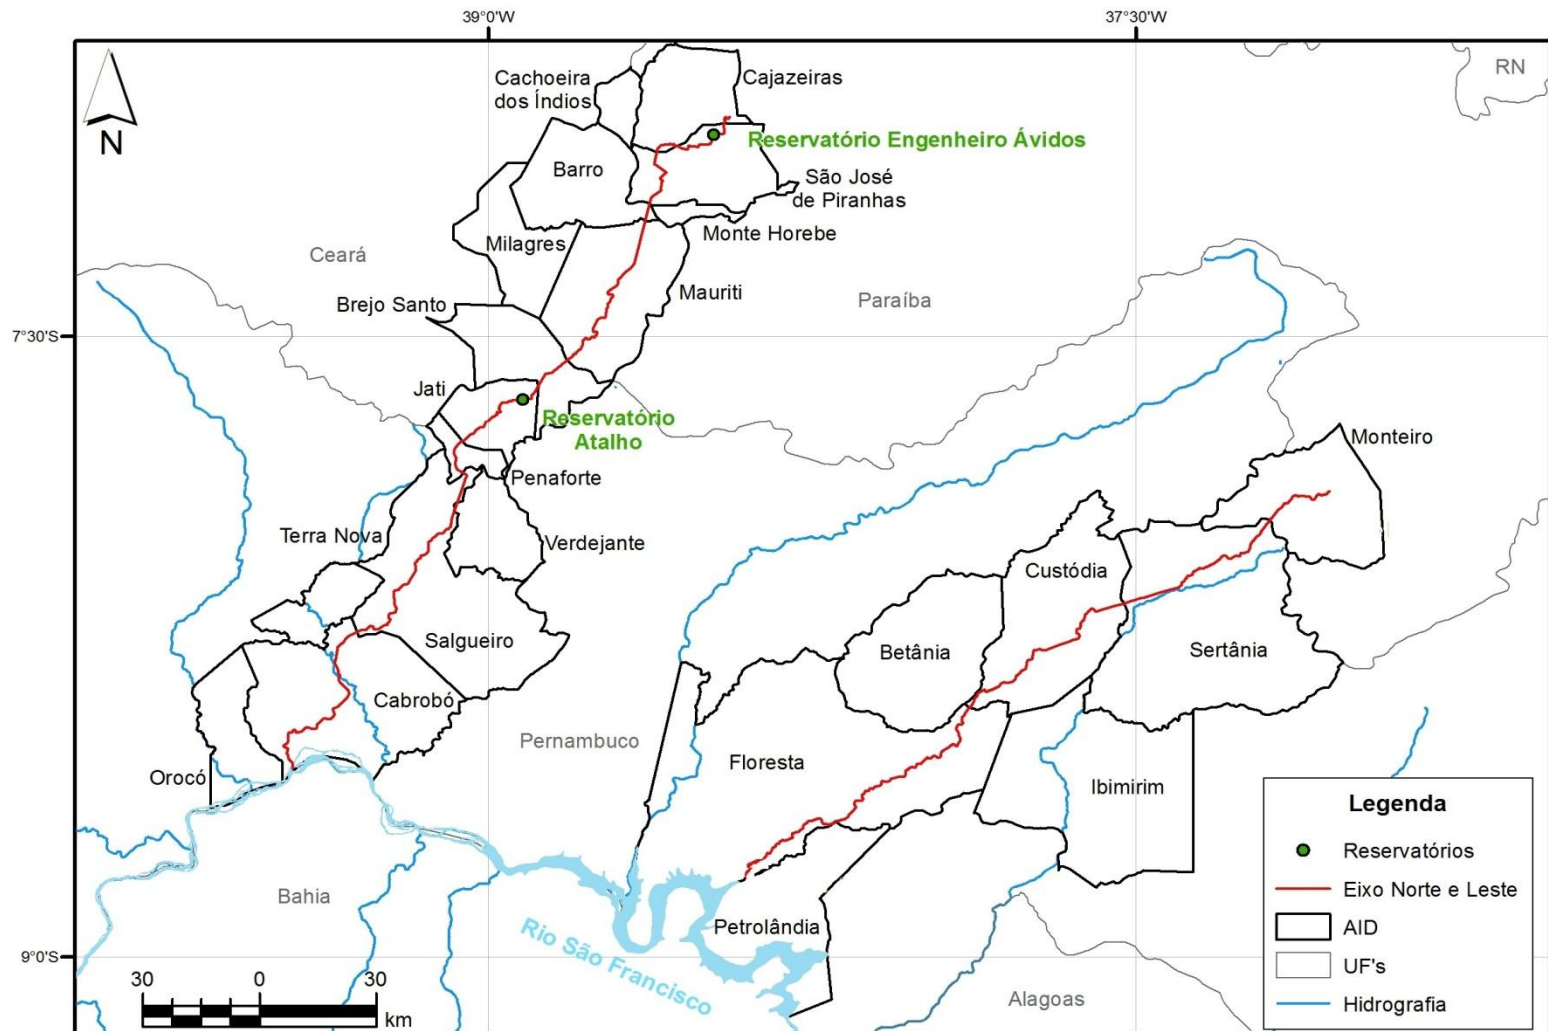 39°0'W
37°30'W
RN
N
Cachoeira
dos Índios
Cajazeiras
Reservatório Engenheiro Ávidos
Barro
São José
de Piranhas
Monte Horebe
Milagres
Ceará
Mauriti
Paraíba
Brejo Santo
7°30'S
Jati
Reservatório
Atalho
Monteiro
Penaforte
Terra Nova
Verdejante
Custódia
Salgueiro
Betânia
Sertânia
Cabrobó
Pernambuco
Floresta
Orocó
Ibimirim
Bahia
Petrolândia
Rio São Francisco
9°0'S
Alagoas
30
0
30
km
Legenda
Reservatórios
Eixo Norte e Leste
AID
UF's
Hidrografia